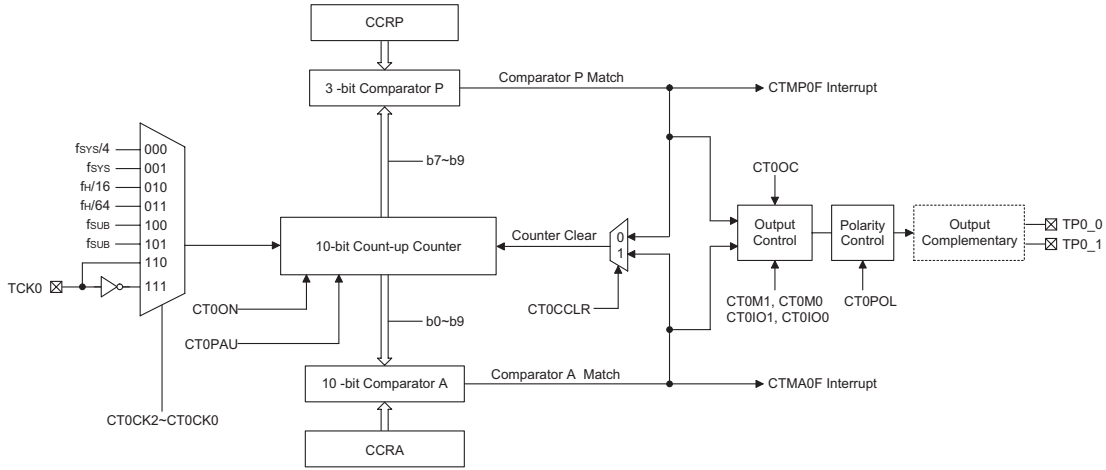 CCRP
3 -bit Comparator P
Comparator P Match
CTMP0F Interrupt
b7~b9
fSYS/4
000
fSYS
001
fH/16
010
fH/64
011
fSUB
100
fSUB
101
110
TCK0
111
CT0CK2~CT0CK0
10-bit Count-up Counter
CT0ON
CT0PAU
Counter Clear
0
1
CT0CCLR
CT0OC
Output
Control
CT0M1, CT0M0
CT0IO1, CT0IO0
Polarity
Control
CT0POL
Output
Complementary
TP0_0
TP0_1
b0~b9
10 -bit Comparator A
Comparator A Match
CTMA0F Interrupt
CCRA